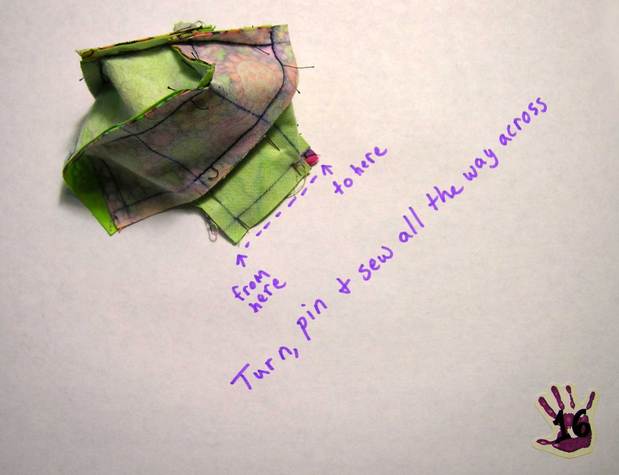 to here
from
here
Turn, pin & sew all the way across
16